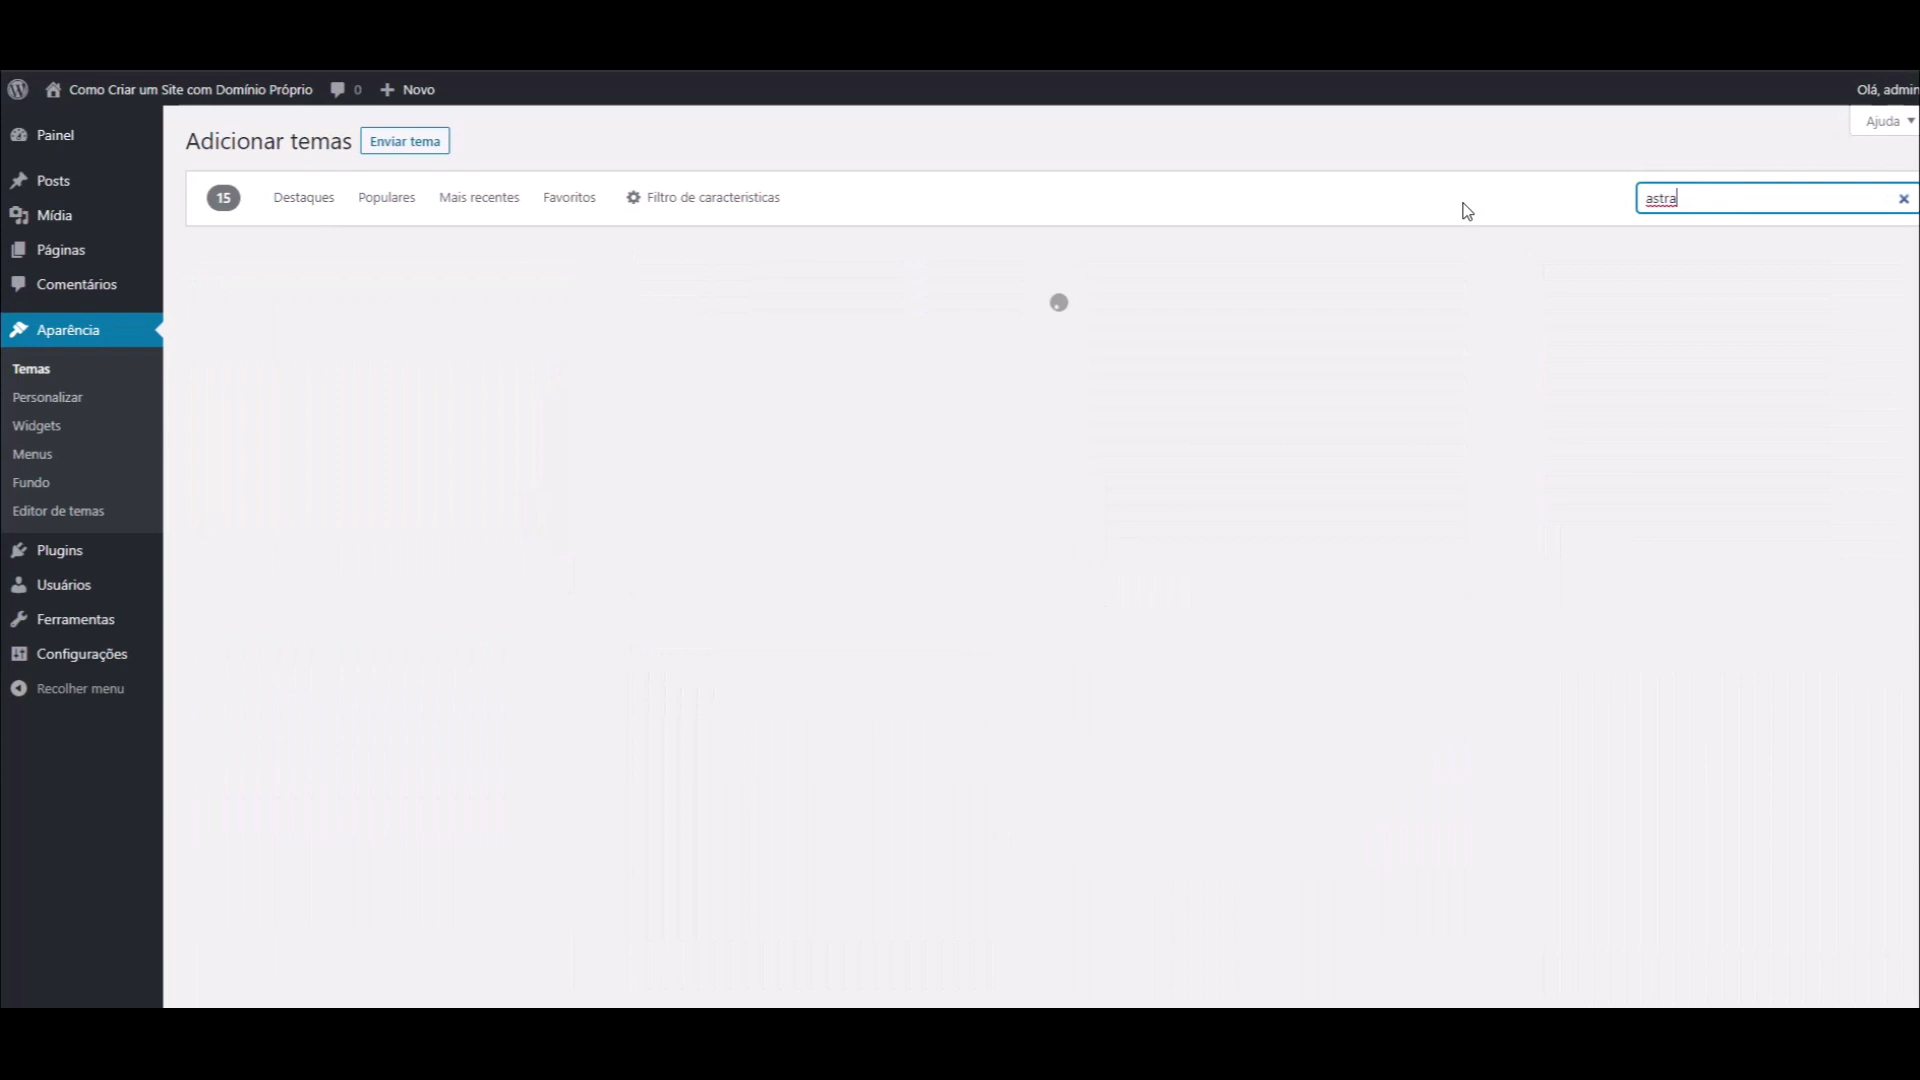 Como Criar um Site com Domínio Próprio 0 Novo Olá, admin
Ajuda
Adicionar temas Enviar tema
15 Destaques Populares Mais recentes Favoritos Filtro de características astra
Painel
Posts
Mídia
Páginas
Comentários
Aparência
Temas
Personalizar
Widgets
Menus
Fundo
Editor de temas
Plugins
Usuários
Ferramentas
Configurações
Recolher menu